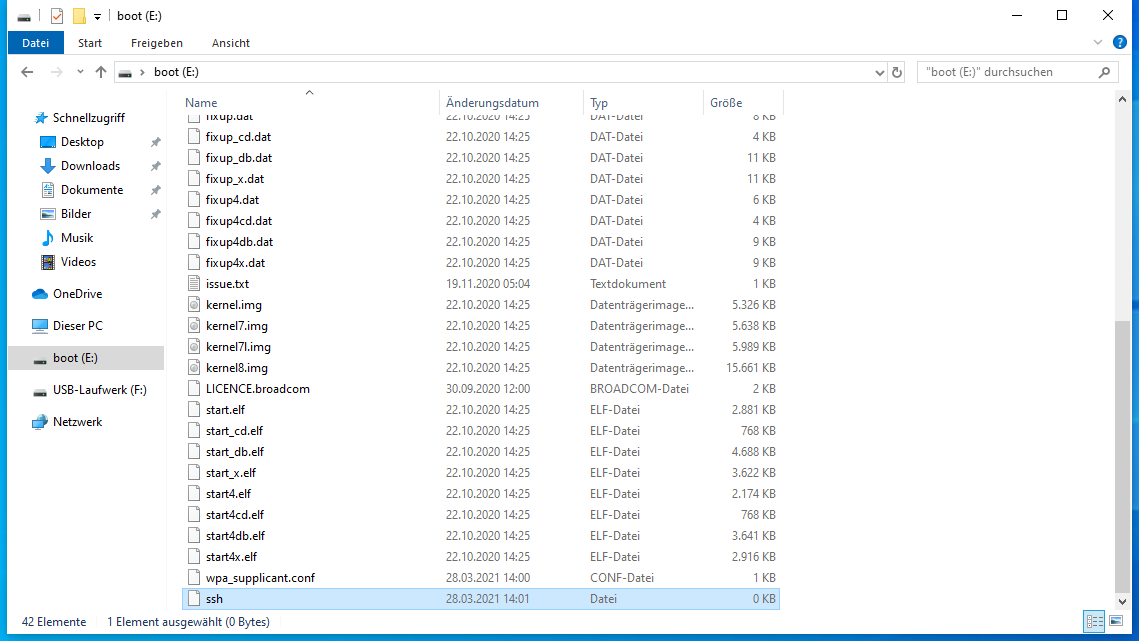 boot (E:)
Datei Start Freigeben Ansicht
boot (E:) "boot (E:)" durchsuchen
Schnellzugriff
Desktop
Downloads
Dokumente
Bilder
Musik
Videos
OneDrive
Dieser PC
boot (E:)
USB-Laufwerk (F:)
Netzwerk
Name Änderungsdatum Typ Größe
fixup.dat 22.10.2020 14:25 DAT-Datei 8 KB
fixup_cd.dat 22.10.2020 14:25 DAT-Datei 4 KB
fixup_db.dat 22.10.2020 14:25 DAT-Datei 11 KB
fixup_x.dat 22.10.2020 14:25 DAT-Datei 11 KB
fixup4.dat 22.10.2020 14:25 DAT-Datei 6 KB
fixup4cd.dat 22.10.2020 14:25 DAT-Datei 4 KB
fixup4db.dat 22.10.2020 14:25 DAT-Datei 9 KB
fixup4x.dat 22.10.2020 14:25 DAT-Datei 9 KB
issue.txt 19.11.2020 05:04 Textdokument 1 KB
kernel.img 22.10.2020 14:25 Datenträgerimage... 5.326 KB
kernel7.img 22.10.2020 14:25 Datenträgerimage... 5.638 KB
kernel7l.img 22.10.2020 14:25 Datenträgerimage... 5.989 KB
kernel8.img 22.10.2020 14:25 Datenträgerimage... 15.661 KB
LICENCE.broadcom 30.09.2020 12:00 BROADCOM-Datei 2 KB
start.elf 22.10.2020 14:25 ELF-Datei 2.881 KB
start_cd.elf 22.10.2020 14:25 ELF-Datei 768 KB
start_db.elf 22.10.2020 14:25 ELF-Datei 4.688 KB
start_x.elf 22.10.2020 14:25 ELF-Datei 3.622 KB
start4.elf 22.10.2020 14:25 ELF-Datei 2.174 KB
start4cd.elf 22.10.2020 14:25 ELF-Datei 768 KB
start4db.elf 22.10.2020 14:25 ELF-Datei 3.641 KB
start4x.elf 22.10.2020 14:25 ELF-Datei 2.916 KB
wpa_supplicant.conf 28.03.2021 14:00 CONF-Datei 1 KB
ssh 28.03.2021 14:01 Datei 0 KB
42 Elemente 1 Element ausgewählt (0 Bytes)